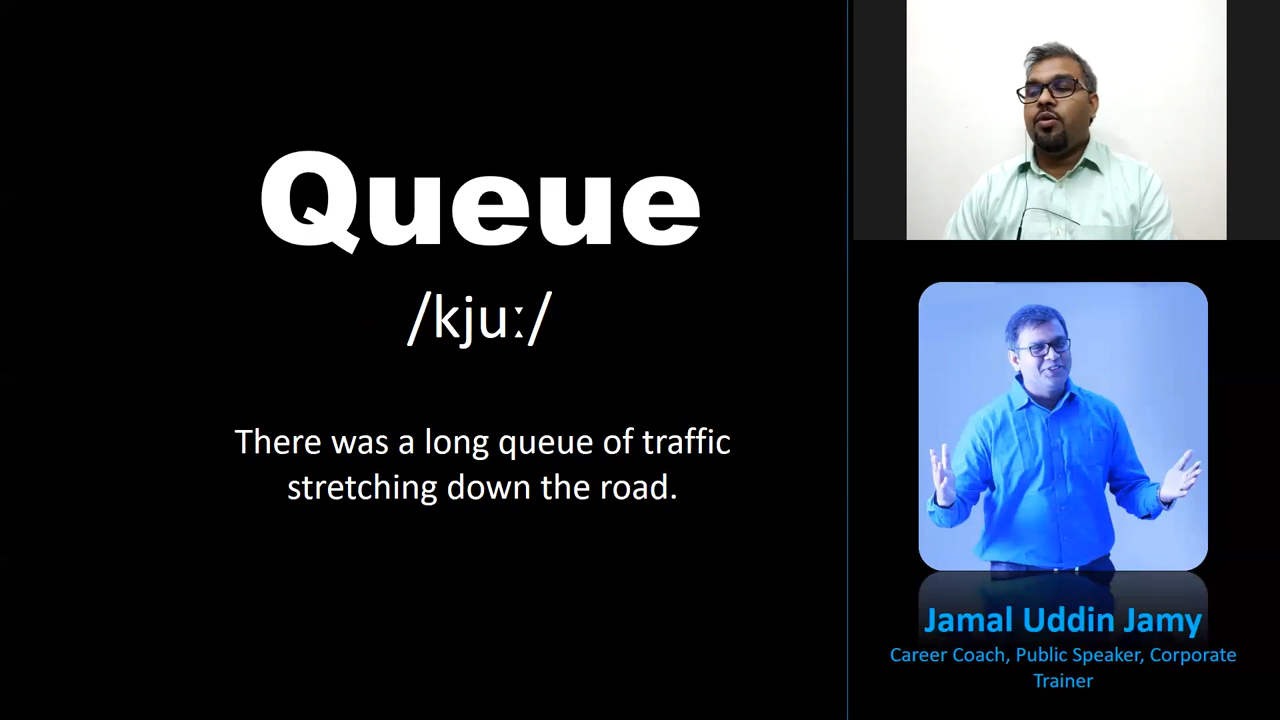 Queue
/kjuː/
There was a long queue of traffic
stretching down the road.
Jamal Uddin Jamy
Career Coach, Public Speaker, Corporate
Trainer